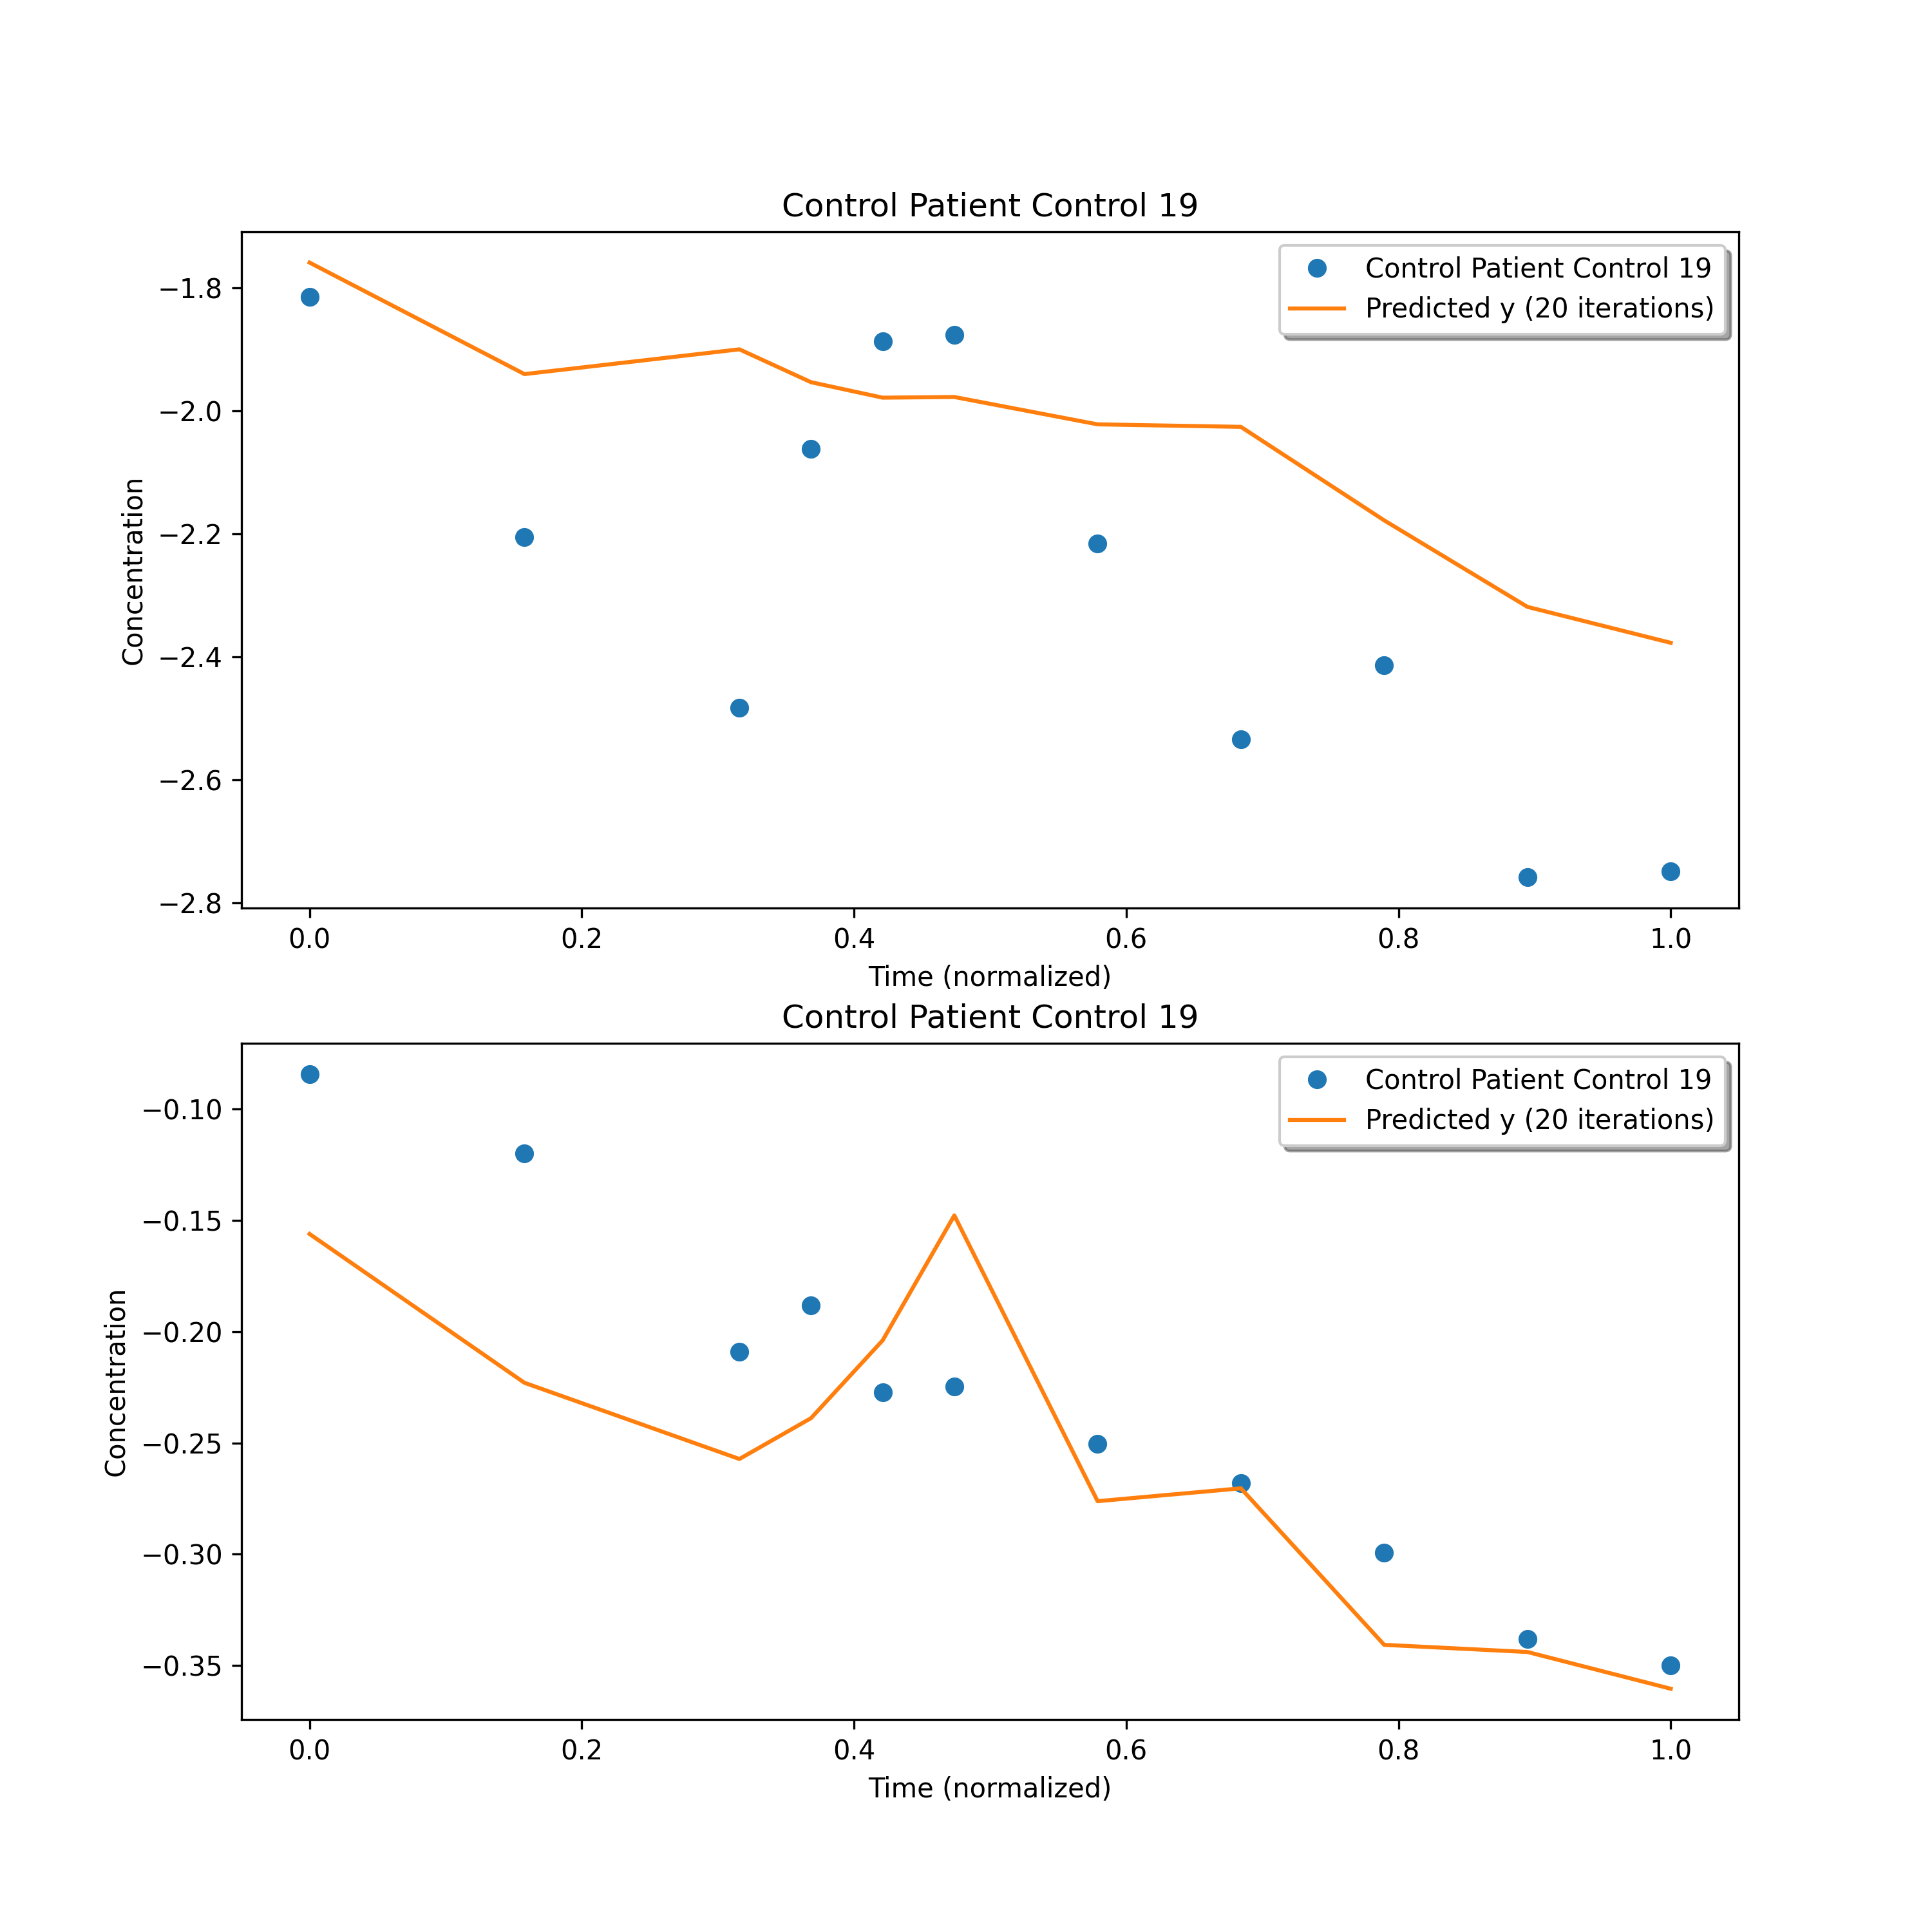 Control Patient Control 19
Control Patient Control 19
Predicted y (20 iterations)
−1.8
−2.0
−2.2
−2.4
−2.6
−2.8
Concentration
0.0 0.2 0.4 0.6 0.8 1.0
Time (normalized)
Control Patient Control 19
Control Patient Control 19
Predicted y (20 iterations)
−0.10
−0.15
−0.20
−0.25
−0.30
−0.35
Concentration
0.0 0.2 0.4 0.6 0.8 1.0
Time (normalized)